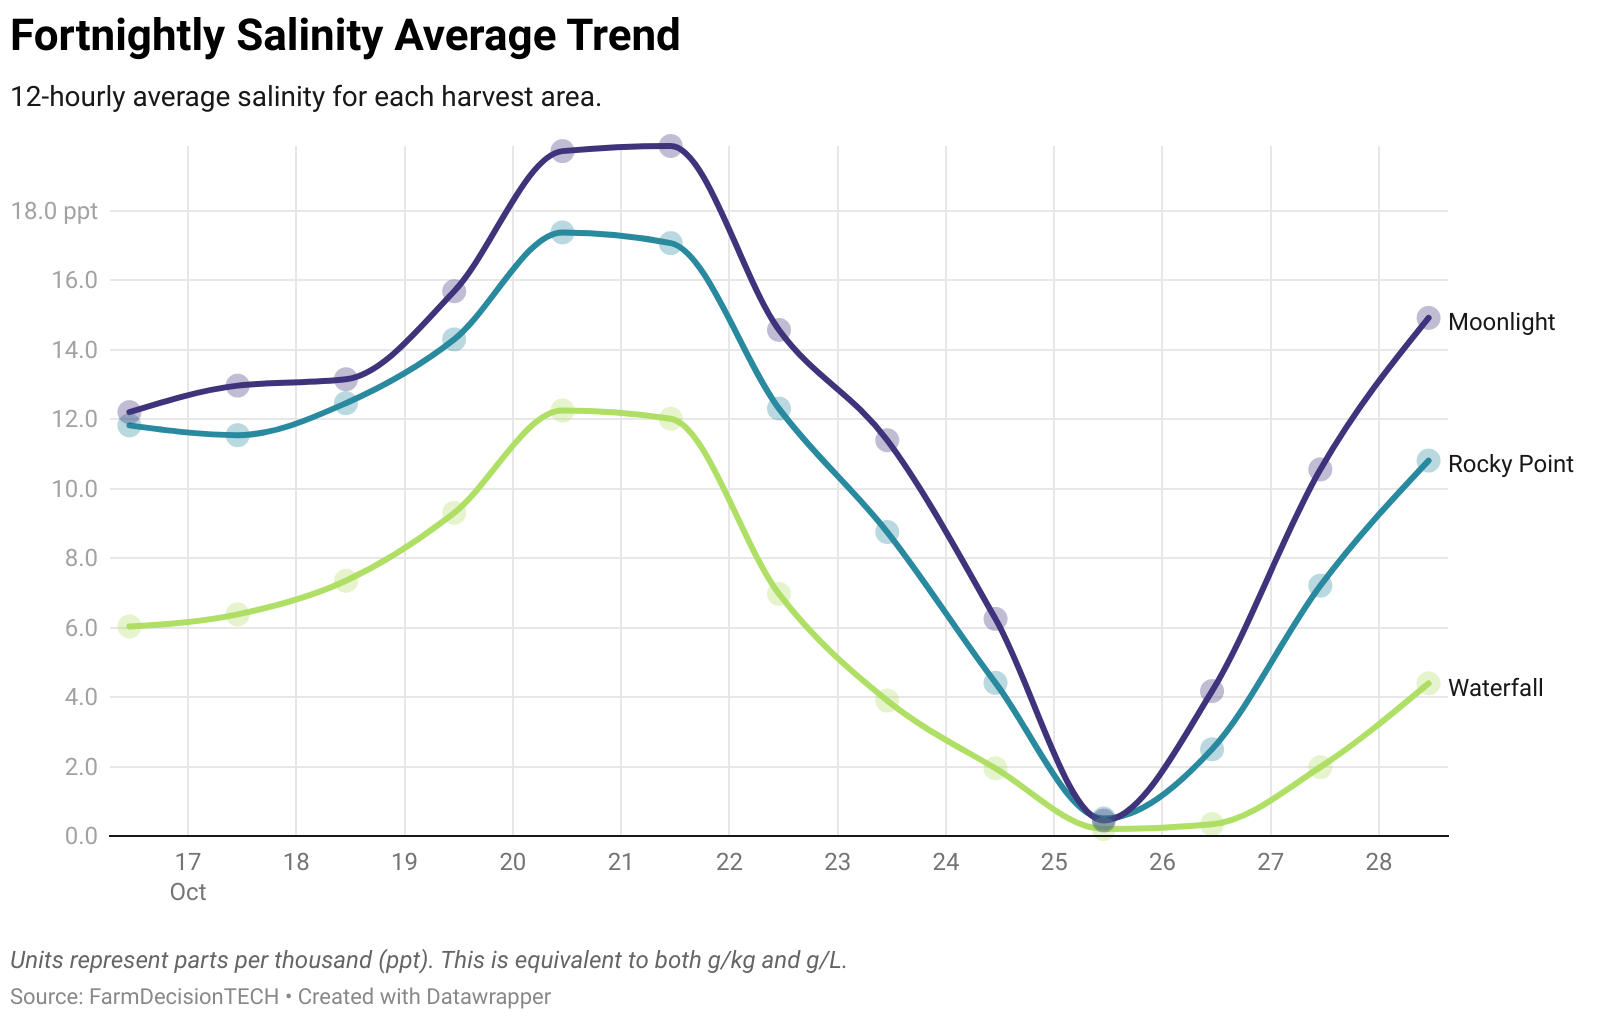 Fortnightly Salinity Average Trend
12-hourly average salinity for each harvest area.
18.0 ppt
16.0
14.0
12.0
10.0
8.0
6.0
4.0
2.0
0.0
Moonlight
Rocky Point
Waterfall
17 18 19 20 21 22 23 24 25 26 27 28
Oct
Units represent parts per thousand (ppt). This is equivalent to both g/kg and g/L.
Source: FarmDecisionTECH • Created with Datawrapper